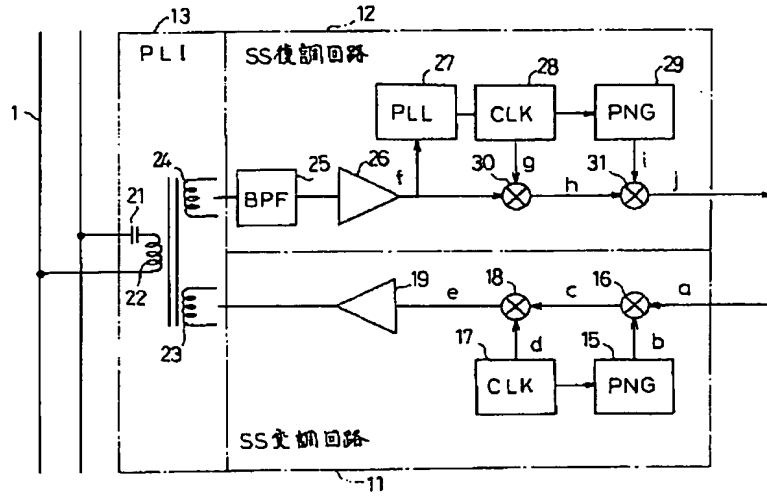 13
12
PLI
SS復調回路
27
28
29
1
PLL
CLK
PNG
24
25
26
f
30
g
31
i
21
BPF
h
j
22
19
18
16
e
c
a
17
d
15
b
23
CLK
PNG
SS変調回路
11